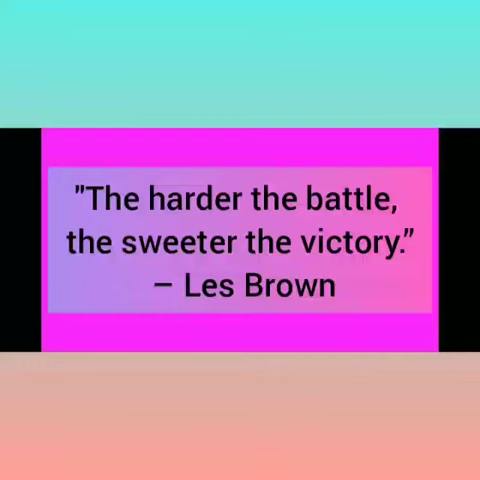 "The harder the battle,
the sweeter the victory.”
– Les Brown